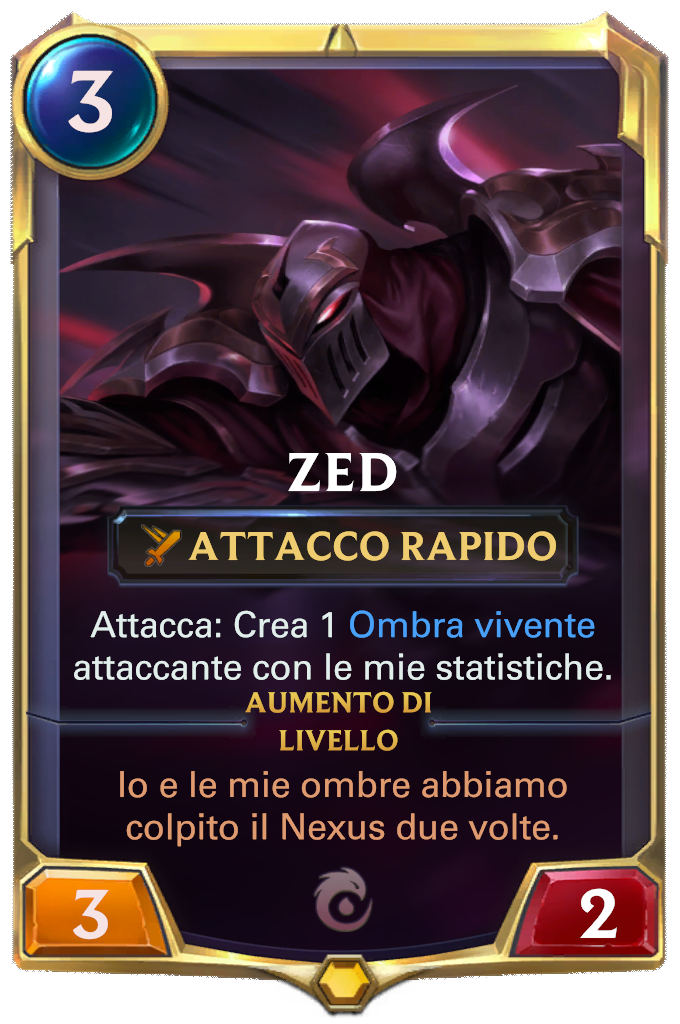 3
ZED
ATTACCO RAPIDO
Attacca: Crea 1 Ombra vivente
attaccante con le mie statistiche.
AUMENTO DI
LIVELLO
Io e le mie ombre abbiamo
colpito il Nexus due volte.
3
2